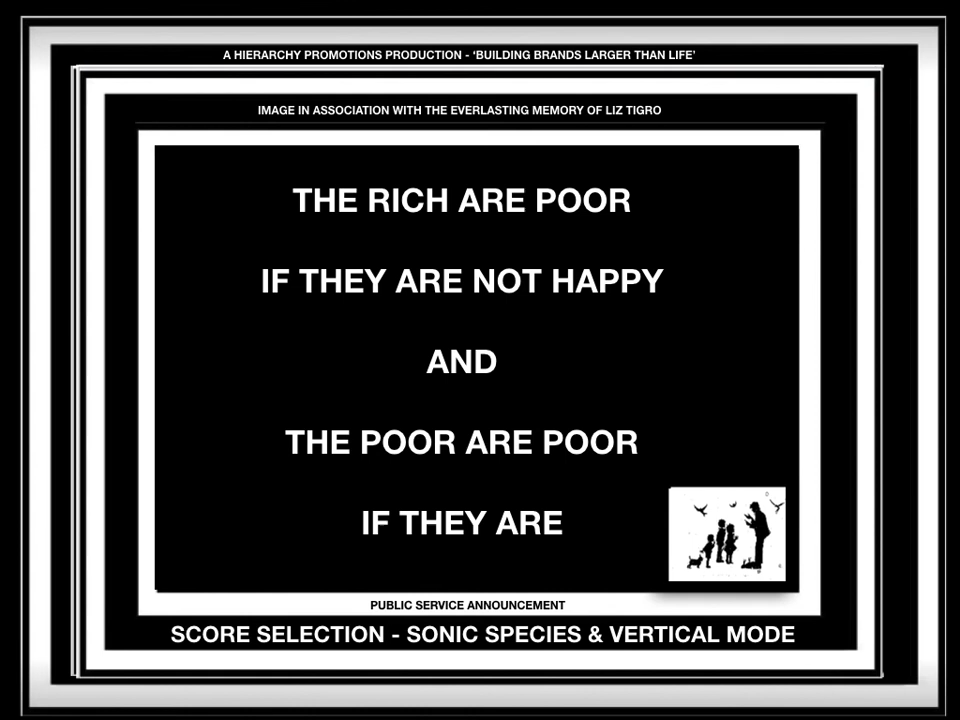 A HIERARCHY PROMOTIONS PRODUCTION - ‘BUILDING BRANDS LARGER THAN LIFE’
IMAGE IN ASSOCIATION WITH THE EVERLASTING MEMORY OF LIZ TIGRO
THE RICH ARE POOR
IF THEY ARE NOT HAPPY
AND
THE POOR ARE POOR
IF THEY ARE
PUBLIC SERVICE ANNOUNCEMENT
SCORE SELECTION - SONIC SPECIES & VERTICAL MODE